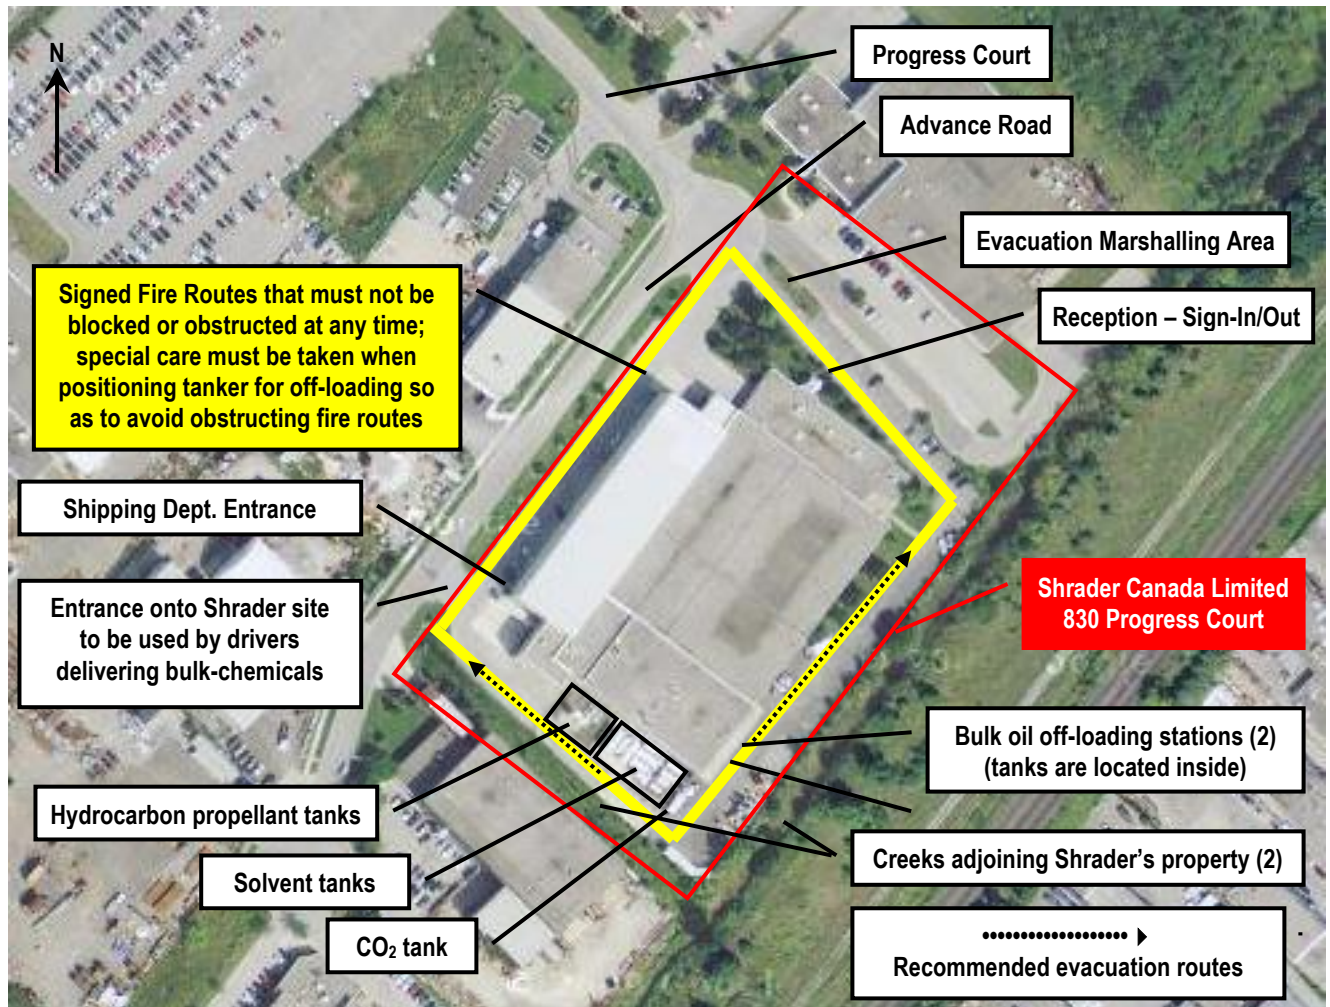 N
Progress Court
Advance Road
Evacuation Marshalling Area
Reception – Sign-In/Out
Signed Fire Routes that must not be
blocked or obstructed at any time;
special care must be taken when
positioning tanker for off-loading so
as to avoid obstructing fire routes
Shipping Dept. Entrance
Entrance onto Shrader site
to be used by drivers
delivering bulk-chemicals
Shrader Canada Limited
830 Progress Court
Bulk oil off-loading stations (2)
(tanks are located inside)
Hydrocarbon propellant tanks
Solvent tanks
CO₂ tank
Creeks adjoining Shrader's property (2)
Recommended evacuation routes